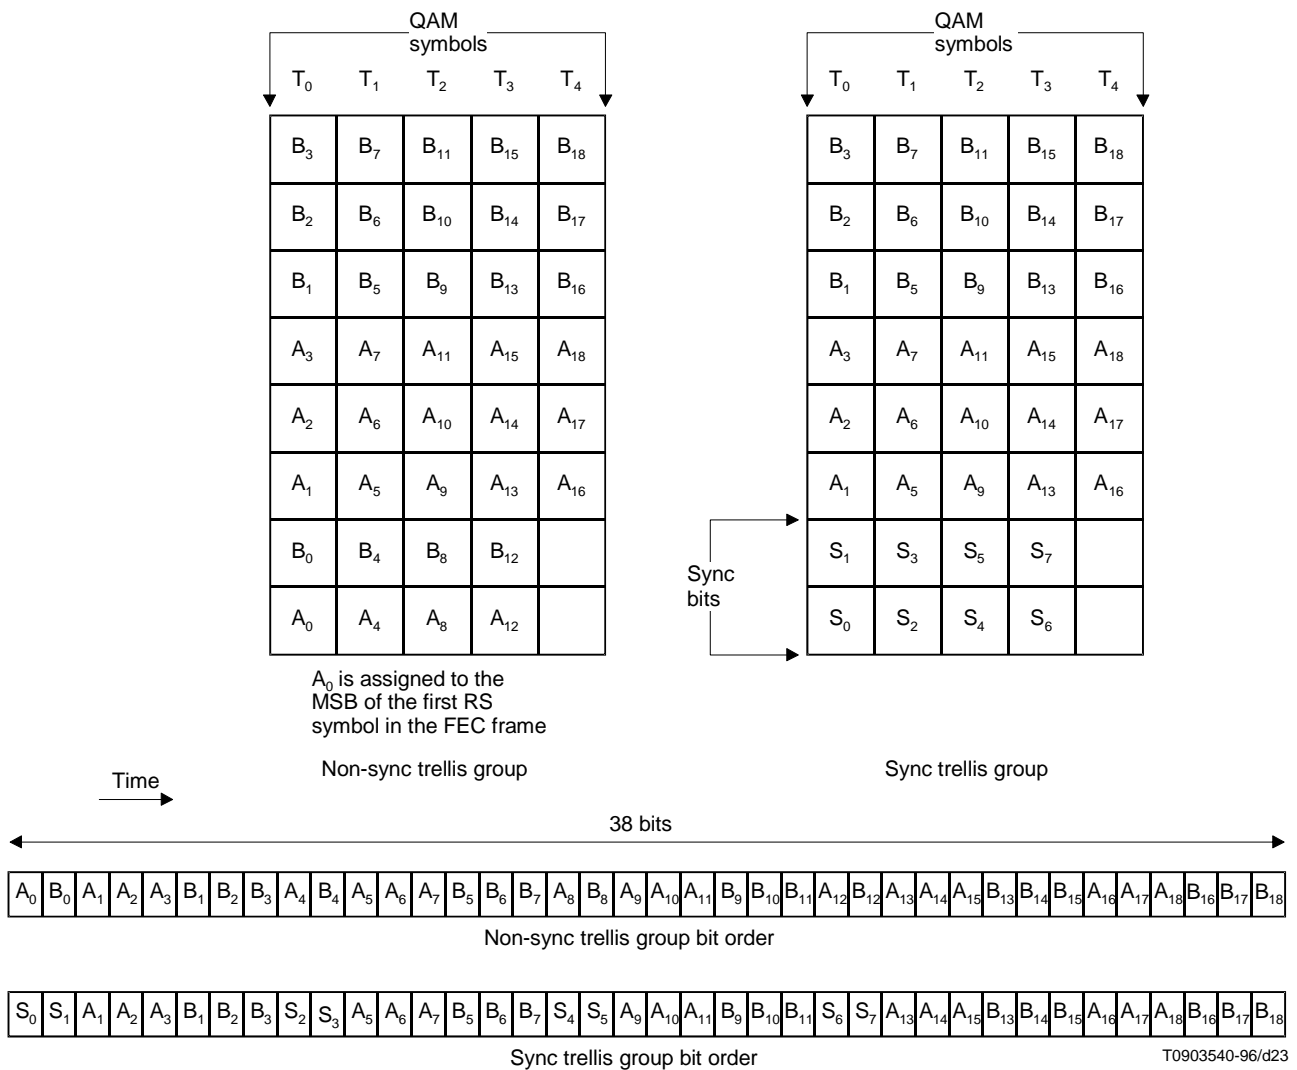 QAM symbols QAM symbols
T0 T1 T2 T3 T4 T0 T1 T2 T3 T4
B3 B7 B11 B15 B18 B3 B7 B11 B15 B18
B2 B6 B10 B14 B17 B2 B6 B10 B14 B17
B1 B5 B9 B13 B16 B1 B5 B9 B13 B16
A3 A7 A11 A15 A18 A3 A7 A11 A15 A18
A2 A6 A10 A14 A17 A2 A6 A10 A14 A17
A1 A5 A9 A13 A16 A1 A5 A9 A13 A16
B0 B4 B8 B12 S1 S3 S5 S7
Sync
bits
A0 A4 A8 A12 S0 S2 S4 S6
A0 is assigned to the
MSB of the first RS
symbol in the FEC frame
Non-sync trellis group Sync trellis group
Time
38 bits
A0 B0 A1 A2 A3 B1 B2 B3 A4 B4 A5 A6 A7 B5 B6 B7 A8 B8 A9 A10 A11 B9 B10 B11 A12 B12 A13 A14 A15 B13 B14 B15 A16 A17 A18 B16 B17 B18
Non-sync trellis group bit order
S0 S1 A1 A2 A3 B1 B2 B3 S2 S3 A5 A6 A7 B5 B6 B7 S4 S5 A9 A10 A11 B9 B10 B11 S6 S7 A13 A14 A15 B13 B14 B15 A16 A17 A18 B16 B17 B18
Sync trellis group bit order
T0903540-96/d23